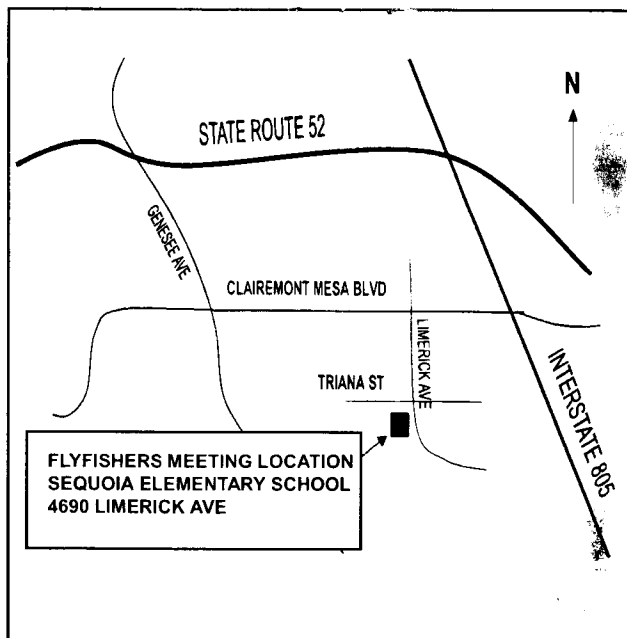 N
STATE ROUTE 52
GENESEE AVE
CLAIREMONT MESA BLVD
LIMERICK AVE
TRIANA ST
INTERSTATE 805
FLYFISHERS MEETING LOCATION
SEQUOIA ELEMENTARY SCHOOL
4690 LIMERICK AVE